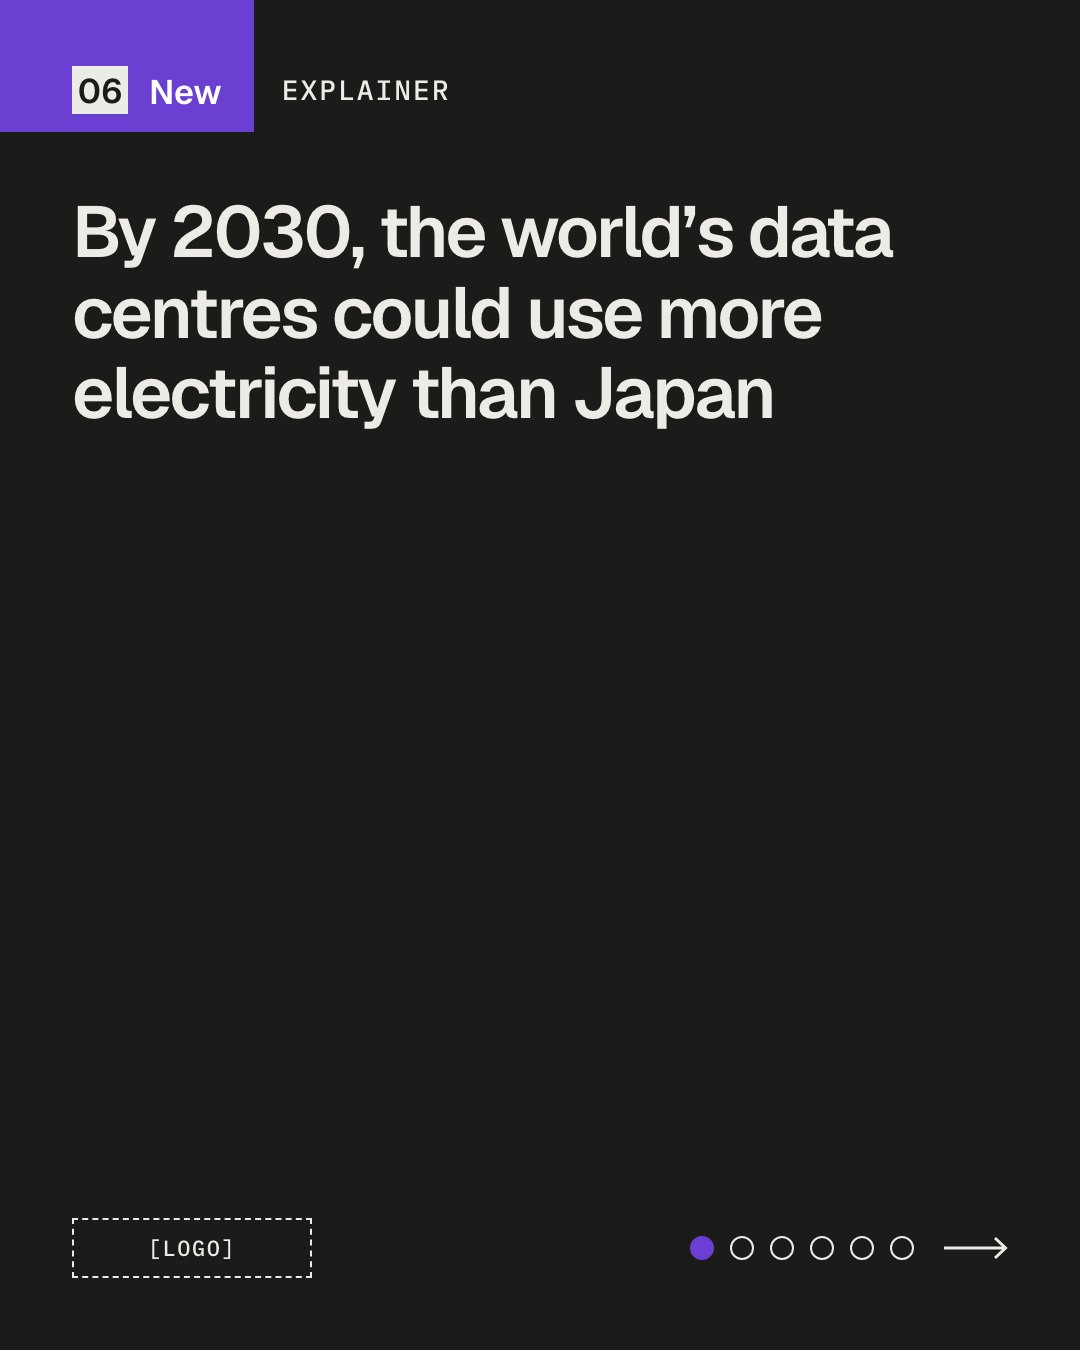 06 New EXPLAINER
By 2030, the world’s data
centres could use more
electricity than Japan
[LOGO]